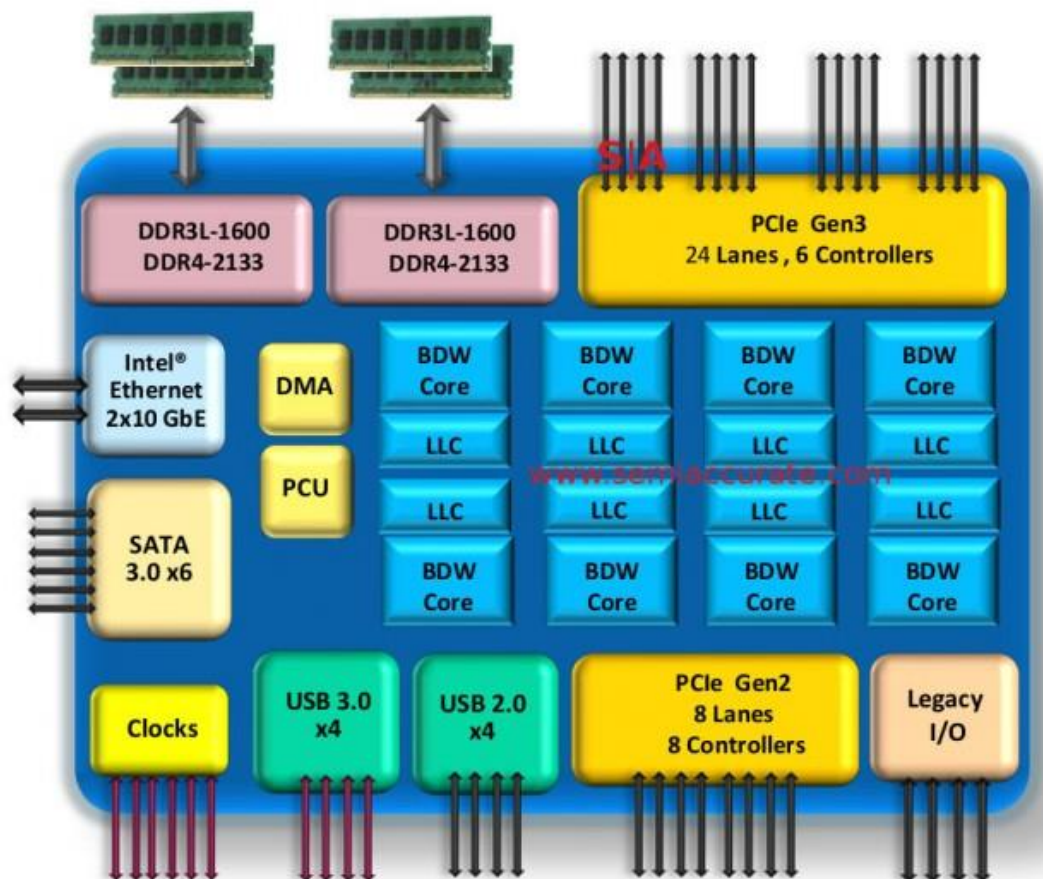 S|A
DDR3L-1600
DDR4-2133
DDR3L-1600
DDR4-2133
PCIe Gen3
24 Lanes , 6 Controllers
Intel®
Ethernet
2x10 GbE
DMA
PCU
BDW
Core
BDW
Core
BDW
Core
BDW
Core
LLC
LLC
LLC
LLC
www.semiaccurate.com
LLC
LLC
LLC
LLC
BDW
Core
BDW
Core
BDW
Core
BDW
Core
SATA
3.0 x6
Clocks
USB 3.0
x4
USB 2.0
x4
PCIe Gen2
8 Lanes
8 Controllers
Legacy
I/O